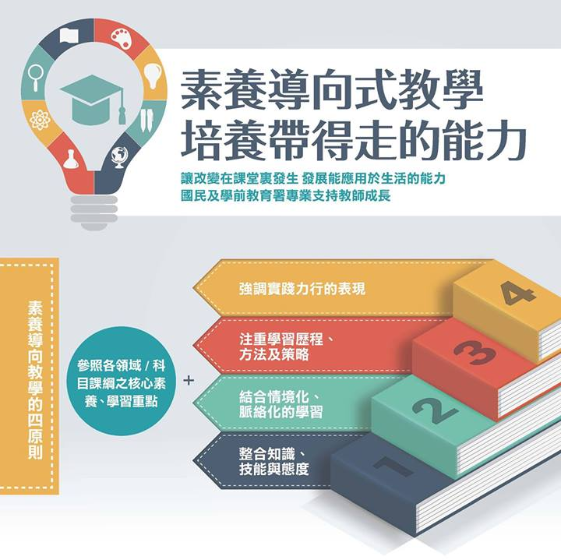 素養導向式教學
培養帶得走的能力
讓改變在課堂裏發生 發展能應用於生活的能力
國民及學前教育署專業支持教師成長
素養導向教學的四原則
參照各領域/科
目課綱之核心素
養、學習重點
+
強調實踐力行的表現
4
注重學習歷程、
方法及策略
3
結合情境化、
脈絡化的學習
2
整合知識、
技能與態度
1